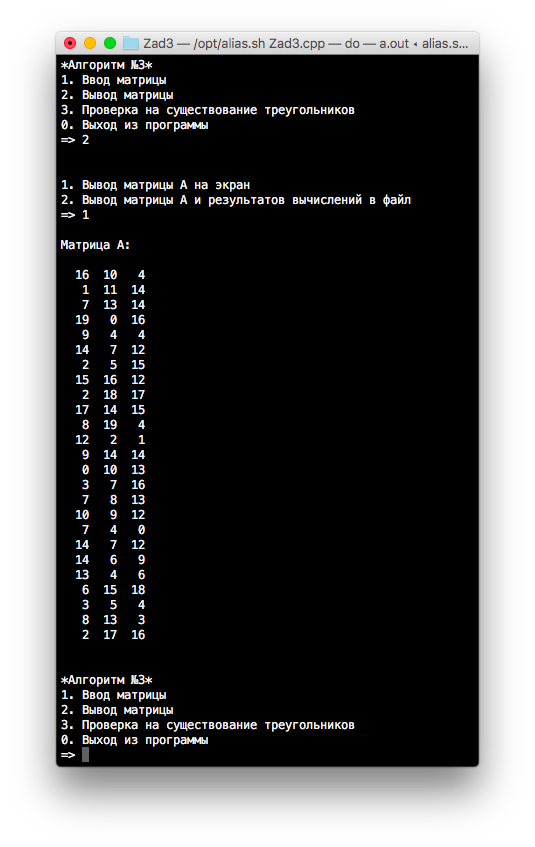 Zad3 — /opt/alias.sh Zad3.cpp — do — a.out ◂ alias.s...
*Алгоритм №3*
1. Ввод матрицы
2. Вывод матрицы
3. Проверка на существование треугольников
0. Выход из программы
=> 2
1. Вывод матрицы А на экран
2. Вывод матрицы А и результатов вычислений в файл
=> 1
Матрица А:
16 10 4
1 11 14
7 13 14
19 0 16
9 4 4
14 7 12
2 5 15
15 16 12
2 18 17
17 14 15
8 19 4
12 2 1
9 14 14
0 10 13
3 7 16
7 8 13
10 9 12
7 4 0
14 7 12
14 6 9
13 4 6
6 15 18
3 5 4
8 13 3
2 17 16
*Алгоритм №3*
1. Ввод матрицы
2. Вывод матрицы
3. Проверка на существование треугольников
0. Выход из программы
=>